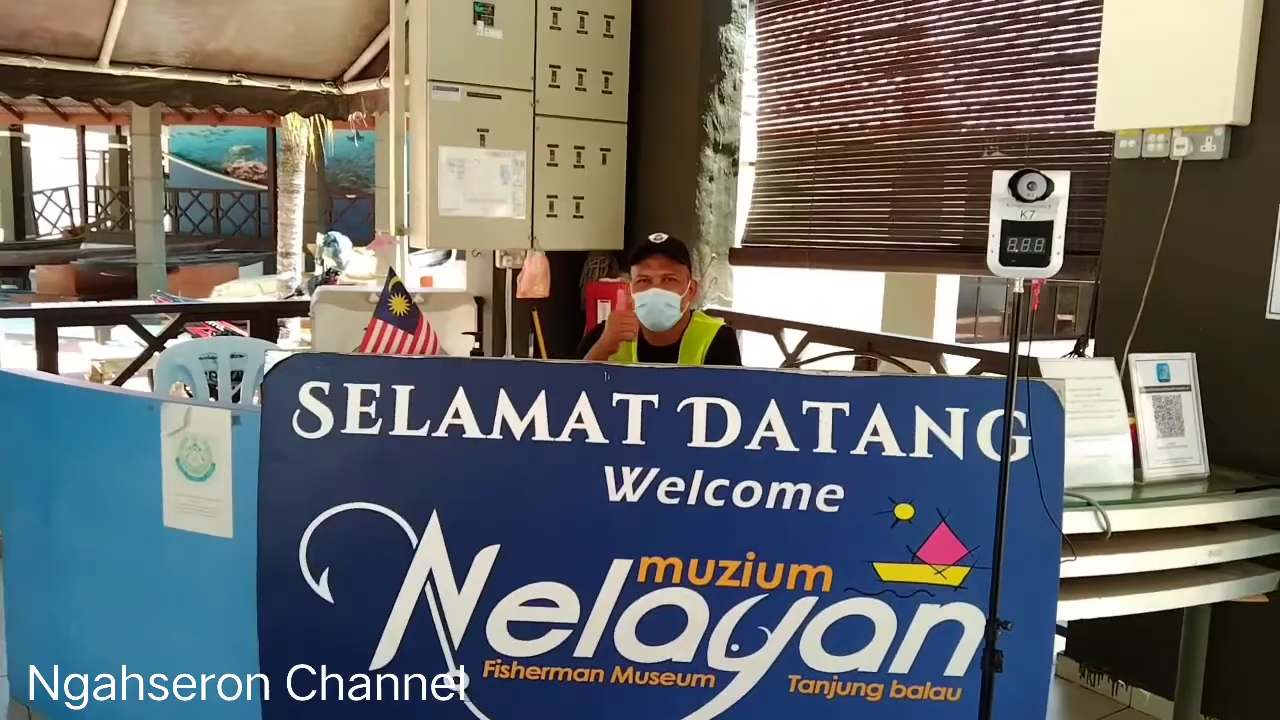 K7
SELAMAT DATANG
Welcome
muzium
Nelayan
Fisherman Museum
Tanjung balau
Ngahseron Channel